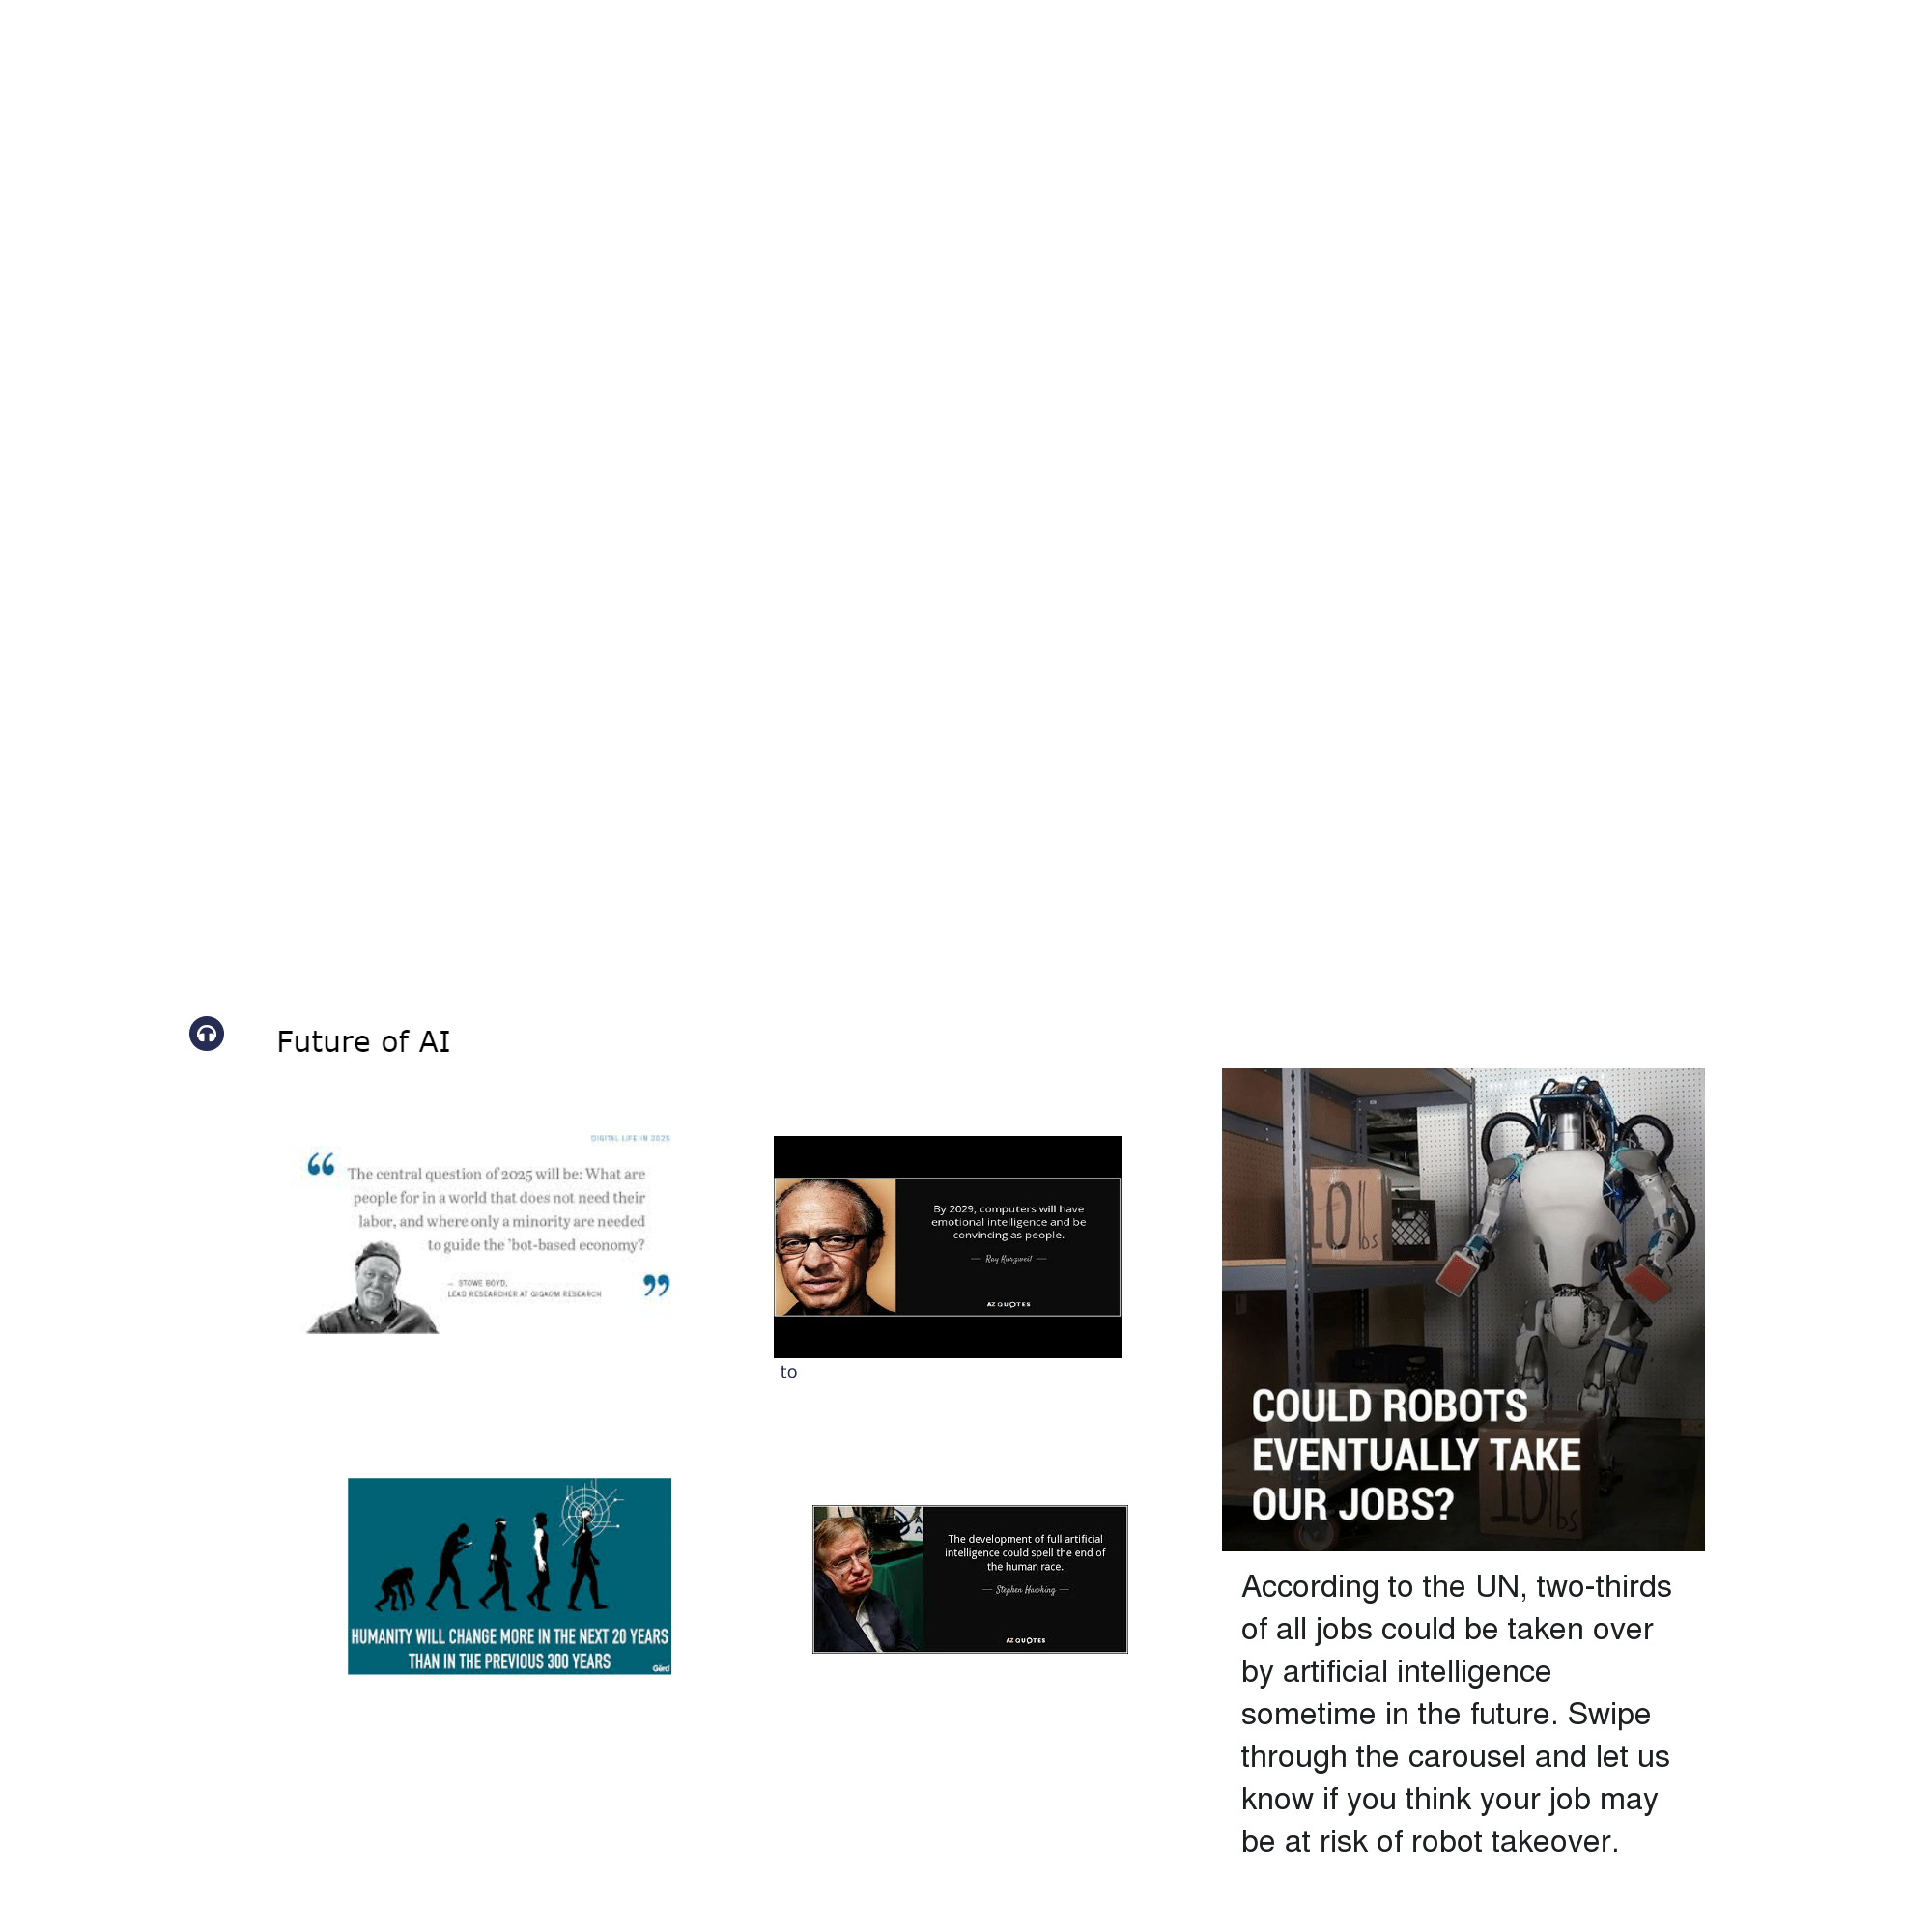 Future of AI
DIGITAL LIFE IN 2025
“ The central question of 2025 will be: What are
people for in a world that does not need their
labor, and where only a minority are needed
to guide the 'bot-based economy?
– STOWE BOYD,
LEAD RESEARCHER AT GIGAOM RESEARCH ”
By 2029, computers will have
emotional intelligence and be
convincing as people.
— Ray Kurzweil —
AZ QUOTES
to
HUMANITY WILL CHANGE MORE IN THE NEXT 20 YEARS
THAN IN THE PREVIOUS 300 YEARS
Gerd
The development of full artificial
intelligence could spell the end of
the human race.
— Stephen Hawking —
AZ QUOTES
10 lbs
COULD ROBOTS
EVENTUALLY TAKE
OUR JOBS?
10 lbs
According to the UN, two-thirds
of all jobs could be taken over
by artificial intelligence
sometime in the future. Swipe
through the carousel and let us
know if you think your job may
be at risk of robot takeover.